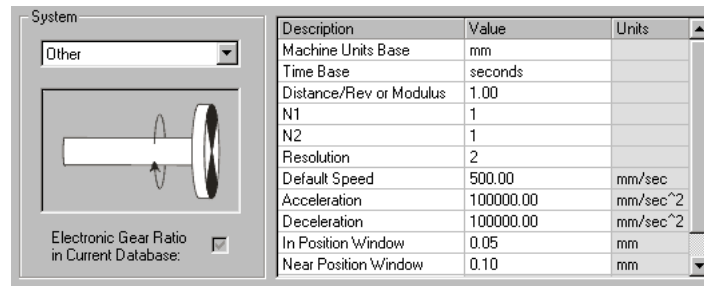 System
Other
Electronic Gear Ratio
in Current Database:
Description Value Units
Machine Units Base mm
Time Base seconds
Distance/Rev or Modulus 1.00
N1 1
N2 1
Resolution 2
Default Speed 500.00 mm/sec
Acceleration 100000.00 mm/sec^2
Deceleration 100000.00 mm/sec^2
In Position Window 0.05 mm
Near Position Window 0.10 mm